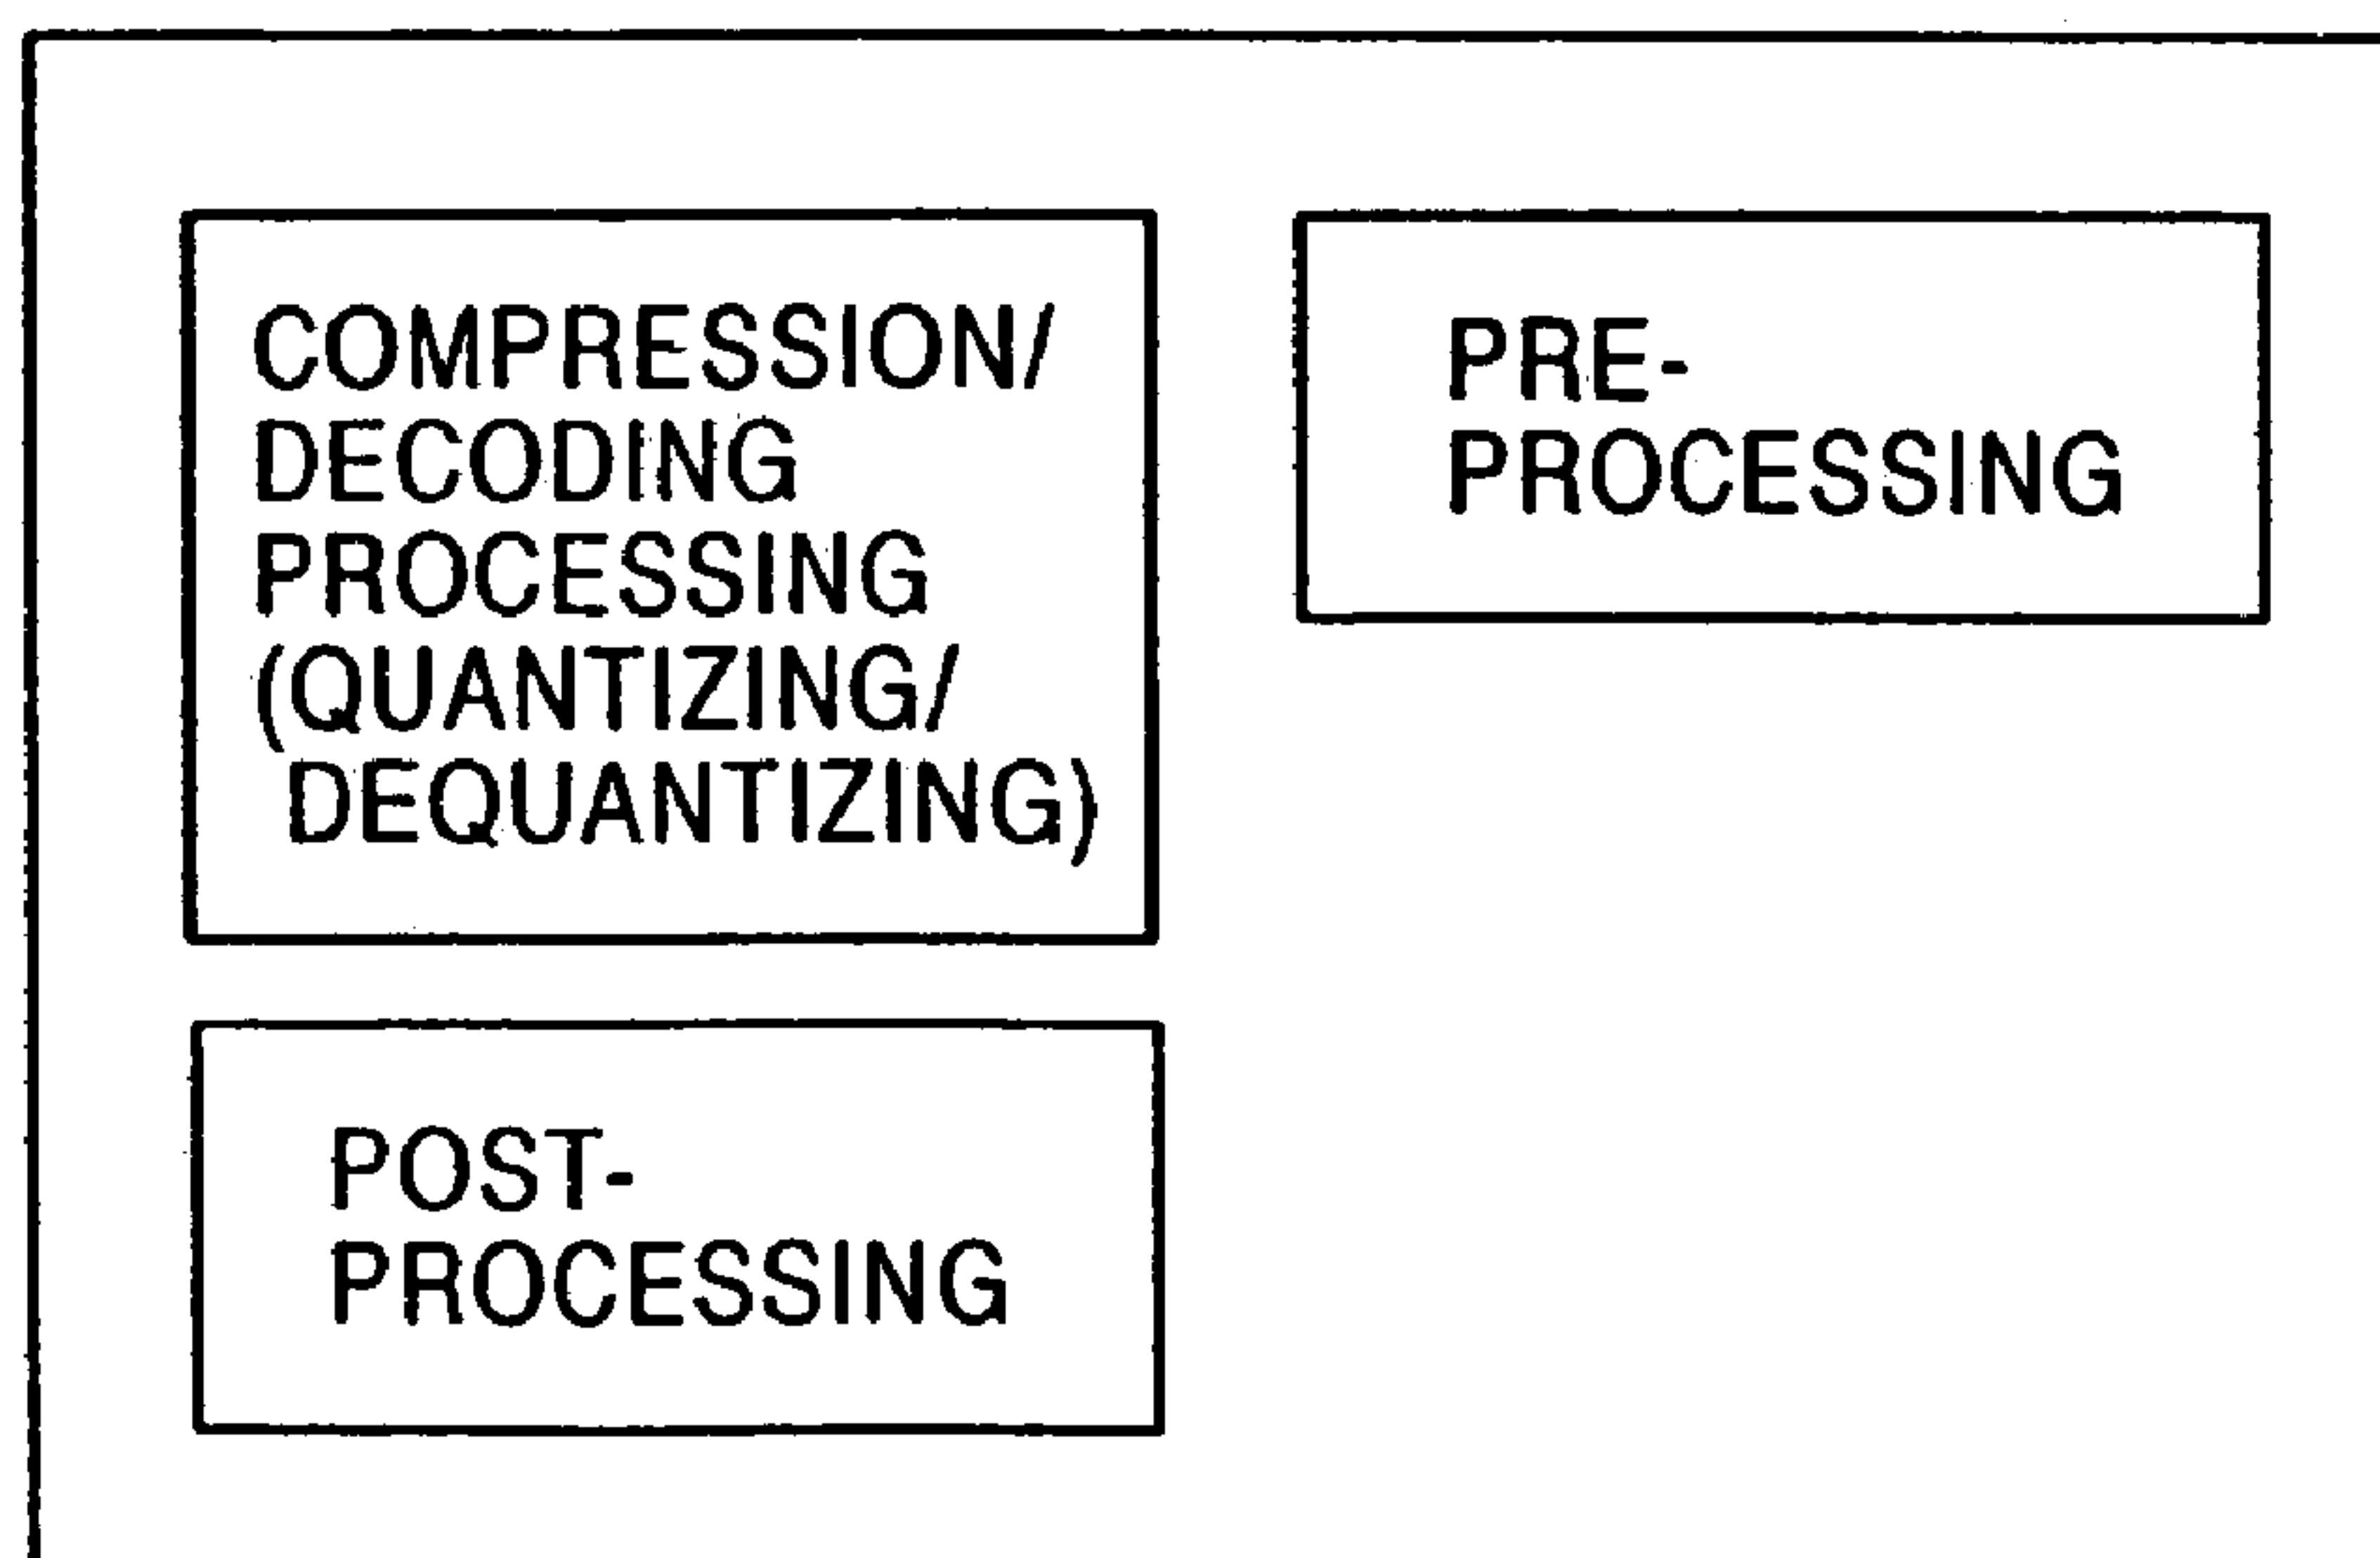 COMPRESSION/
DECODING
PROCESSING
(QUANTIZING/
DEQUANTIZING)
PRE-
PROCESSING
POST-
PROCESSING